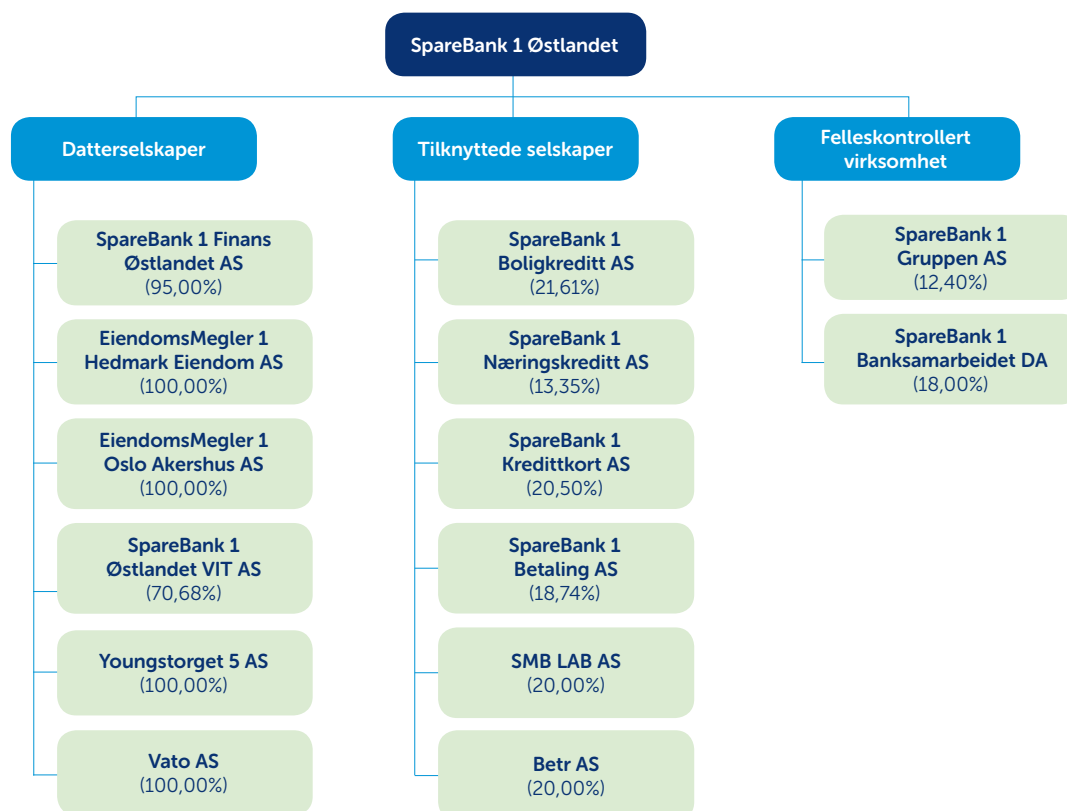 SpareBank 1 Østlandet
Datterselskaper
SpareBank 1 Finans
Østlandet AS
(95,00%)
EiendomsMegler 1
Hedmark Eiendom AS
(100,00%)
EiendomsMegler 1
Oslo Akershus AS
(100,00%)
SpareBank 1
Østlandet VIT AS
(70,68%)
Youngstorget 5 AS
(100,00%)
Vato AS
(100,00%)
Tilknyttede selskaper
SpareBank 1
Boligkreditt AS
(21,61%)
SpareBank 1
Næringskreditt AS
(13,35%)
SpareBank 1
Kredittkort AS
(20,50%)
SpareBank 1
Betaling AS
(18,74%)
SMB LAB AS
(20,00%)
Betr AS
(20,00%)
Felleskontrollert
virksomhet
SpareBank 1
Gruppen AS
(12,40%)
SpareBank 1
Banksamarbeidet DA
(18,00%)